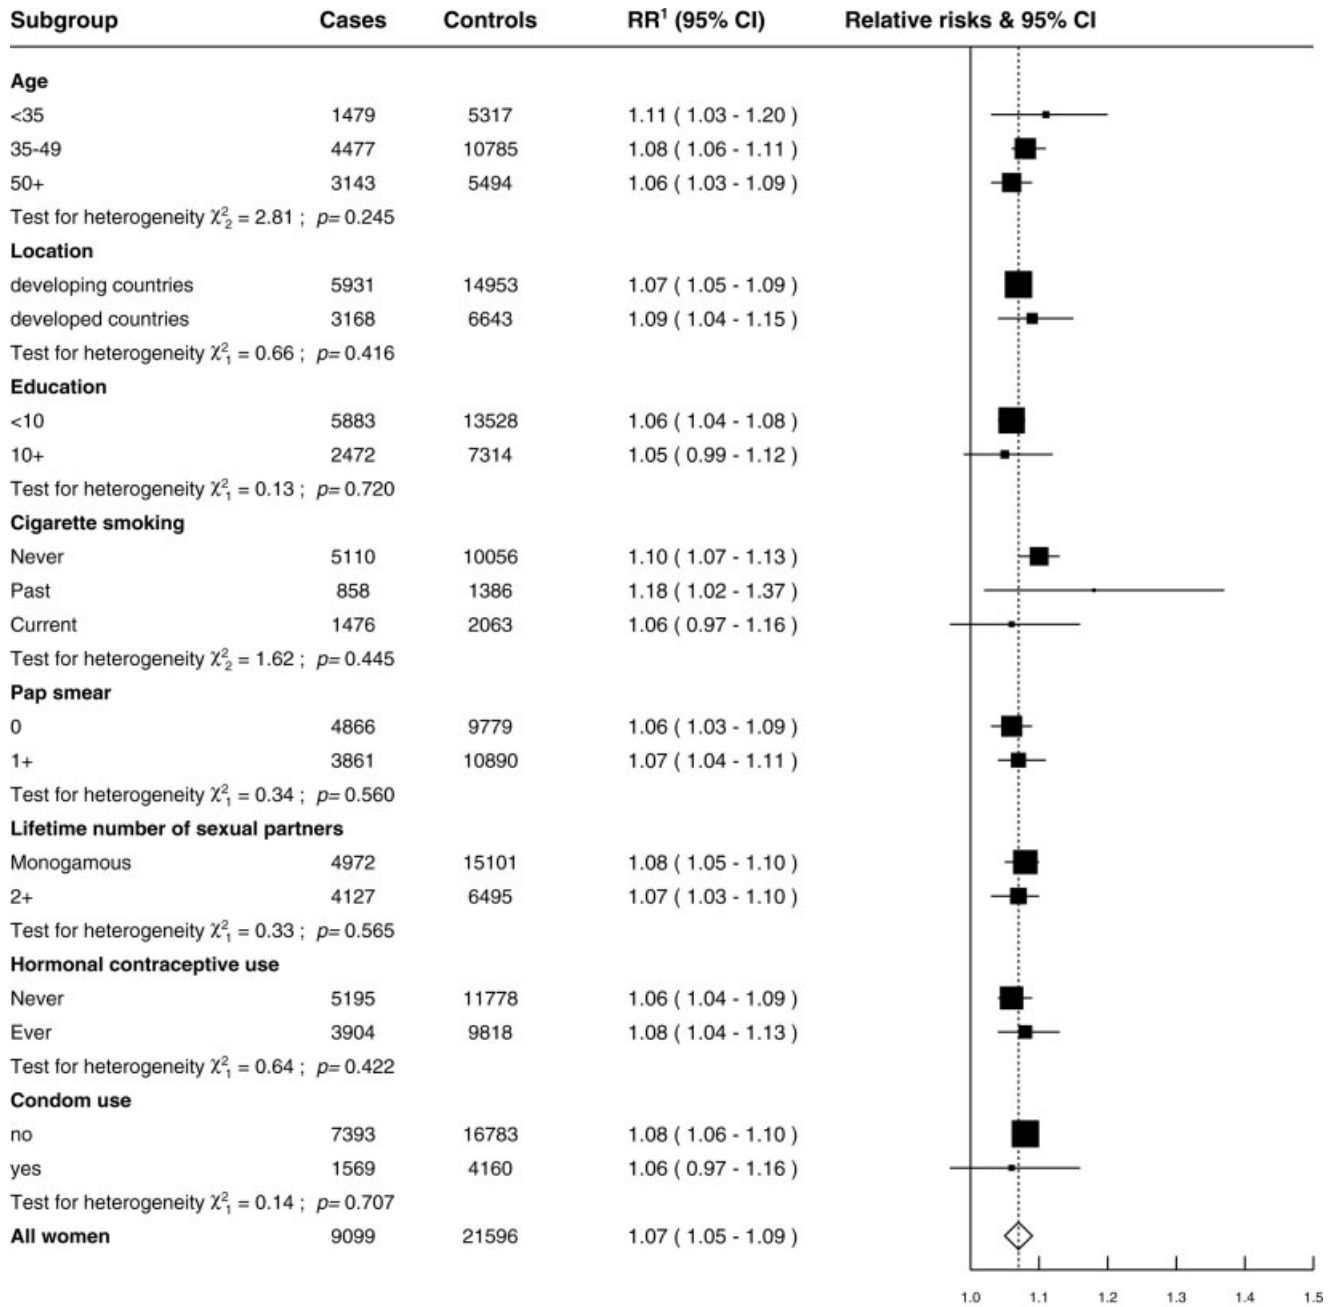 Subgroup Cases Controls RR¹ (95% CI) Relative risks & 95% CI
Age
<35 1479 5317 1.11 ( 1.03 - 1.20 )
35-49 4477 10785 1.08 ( 1.06 - 1.11 )
50+ 3143 5494 1.06 ( 1.03 - 1.09 )
Test for heterogeneity χ²₂ = 2.81 ; p= 0.245
Location
developing countries 5931 14953 1.07 ( 1.05 - 1.09 )
developed countries 3168 6643 1.09 ( 1.04 - 1.15 )
Test for heterogeneity χ²₁ = 0.66 ; p= 0.416
Education
<10 5883 13528 1.06 ( 1.04 - 1.08 )
10+ 2472 7314 1.05 ( 0.99 - 1.12 )
Test for heterogeneity χ²₁ = 0.13 ; p= 0.720
Cigarette smoking
Never 5110 10056 1.10 ( 1.07 - 1.13 )
Past 858 1386 1.18 ( 1.02 - 1.37 )
Current 1476 2063 1.06 ( 0.97 - 1.16 )
Test for heterogeneity χ²₂ = 1.62 ; p= 0.445
Pap smear
0 4866 9779 1.06 ( 1.03 - 1.09 )
1+ 3861 10890 1.07 ( 1.04 - 1.11 )
Test for heterogeneity χ²₁ = 0.34 ; p= 0.560
Lifetime number of sexual partners
Monogamous 4972 15101 1.08 ( 1.05 - 1.10 )
2+ 4127 6495 1.07 ( 1.03 - 1.10 )
Test for heterogeneity χ²₁ = 0.33 ; p= 0.565
Hormonal contraceptive use
Never 5195 11778 1.06 ( 1.04 - 1.09 )
Ever 3904 9818 1.08 ( 1.04 - 1.13 )
Test for heterogeneity χ²₁ = 0.64 ; p= 0.422
Condom use
no 7393 16783 1.08 ( 1.06 - 1.10 )
yes 1569 4160 1.06 ( 0.97 - 1.16 )
Test for heterogeneity χ²₁ = 0.14 ; p= 0.707
All women 9099 21596 1.07 ( 1.05 - 1.09 )
1.0 1.1 1.2 1.3 1.4 1.5